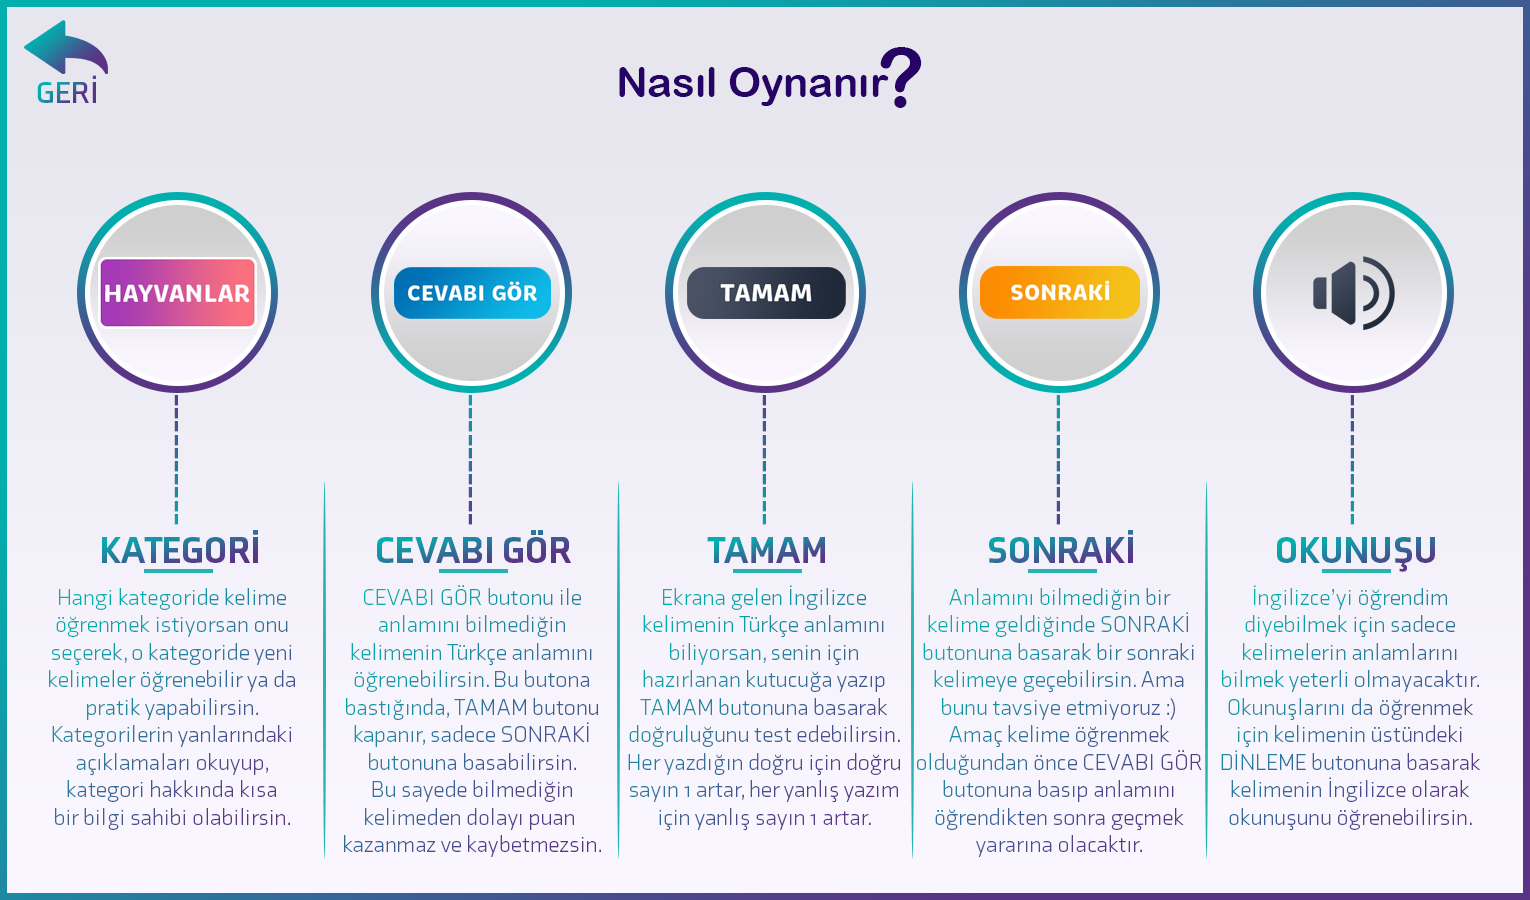 GERİ
Nasıl Oynanır?
HAYVANLAR
CEVABI GÖR
TAMAM
SONRAKİ
KATEGORİ
Hangi kategoride kelime
öğrenmek istiyorsan onu
seçerek, o kategoride yeni
kelimeler öğrenebilir ya da
pratik yapabilirsin.
Kategorilerin yanlarındaki
açıklamaları okuyup,
kategori hakkında kısa
bir bilgi sahibi olabilirsin.
CEVABI GÖR
CEVABI GÖR butonu ile
anlamını bilmediğin
kelimenin Türkçe anlamını
öğrenebilirsin. Bu butona
bastığında, TAMAM butonu
kapanır, sadece SONRAKİ
butonuna basabilirsin.
Bu sayede bilmediğin
kelimeden dolayı puan
kazanmaz ve kaybetmezsin.
TAMAM
Ekrana gelen İngilizce
kelimenin Türkçe anlamını
biliyorsan, senin için
hazırlanan kutucuğa yazıp
TAMAM butonuna basarak
doğruluğunu test edebilirsin.
Her yazdığın doğru için doğru
sayın 1 artar, her yanlış yazım
için yanlış sayın 1 artar.
SONRAKİ
Anlamını bilmediğin bir
kelime geldiğinde SONRAKİ
butonuna basarak bir sonraki
kelimeye geçebilirsin. Ama
bunu tavsiye etmiyoruz :)
Amaç kelime öğrenmek
olduğundan önce CEVABI GÖR
butonuna basıp anlamını
öğrendikten sonra geçmek
yararına olacaktır.
OKUNUŞU
İngilizce’yi öğrendim
diyebilmek için sadece
kelimelerin anlamlarını
bilmek yeterli olmayacaktır.
Okunuşlarını da öğrenmek
için kelimenin üstündeki
DİNLEME butonuna basarak
kelimenin İngilizce olarak
okunuşunu öğrenebilirsin.